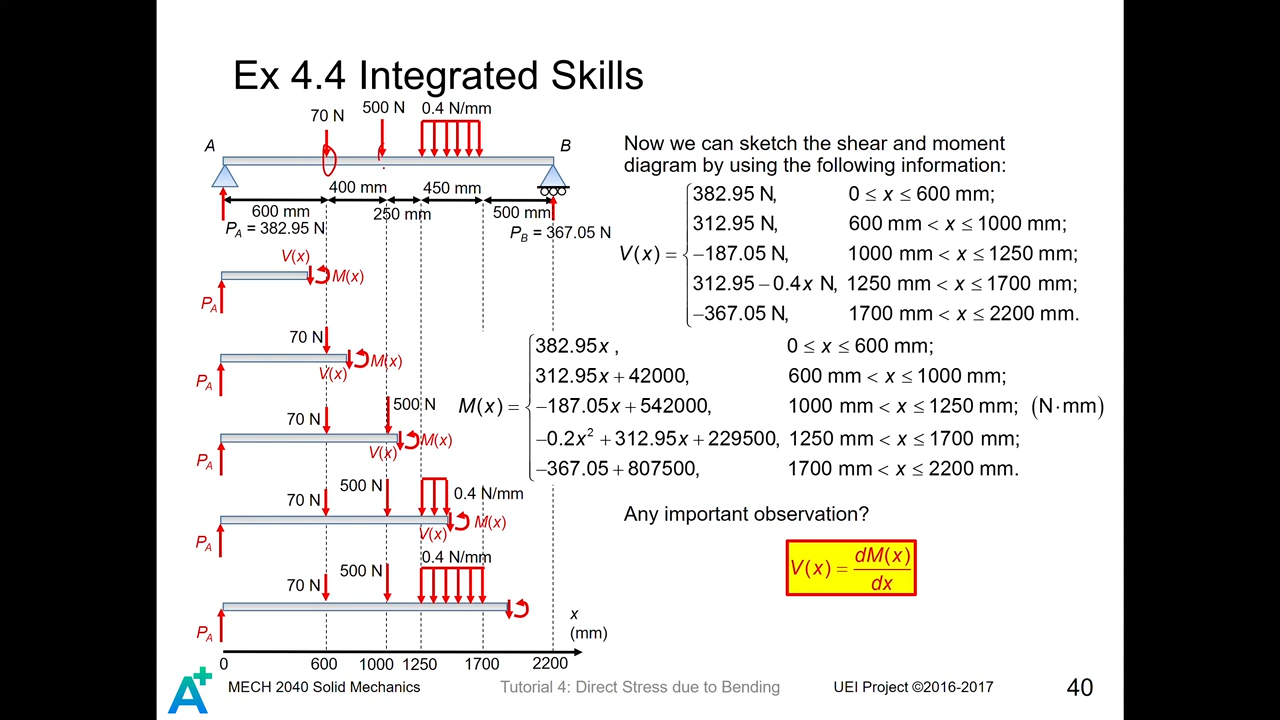 Ex 4.4 Integrated Skills
70 N
500 N
0.4 N/mm
A
B
400 mm
450 mm
600 mm
250 mm
500 mm
P_A = 382.95 N
P_B = 367.05 N
V(x)
M(x)
P_A
70 N
M(x)
V(x)
P_A
500 N
70 N
M(x)
V(x)
P_A
500 N
0.4 N/mm
70 N
M(x)
V(x)
P_A
0.4 N/mm
500 N
70 N
P_A
x
(mm)
0 600 1000 1250 1700 2200
Now we can sketch the shear and moment
diagram by using the following information:
V(x) =
382.95 N, 0 ≤ x ≤ 600 mm;
312.95 N, 600 mm < x ≤ 1000 mm;
−187.05 N, 1000 mm < x ≤ 1250 mm;
312.95 − 0.4x N, 1250 mm < x ≤ 1700 mm;
−367.05 N, 1700 mm < x ≤ 2200 mm.
M(x) =
382.95x , 0 ≤ x ≤ 600 mm;
312.95x + 42000, 600 mm < x ≤ 1000 mm;
−187.05x + 542000, 1000 mm < x ≤ 1250 mm; (N·mm)
−0.2x² + 312.95x + 229500, 1250 mm < x ≤ 1700 mm;
−367.05 + 807500, 1700 mm < x ≤ 2200 mm.
Any important observation?
V(x) = dM(x)/dx
A+
MECH 2040 Solid Mechanics
Tutorial 4: Direct Stress due to Bending
UEI Project ©2016-2017
40